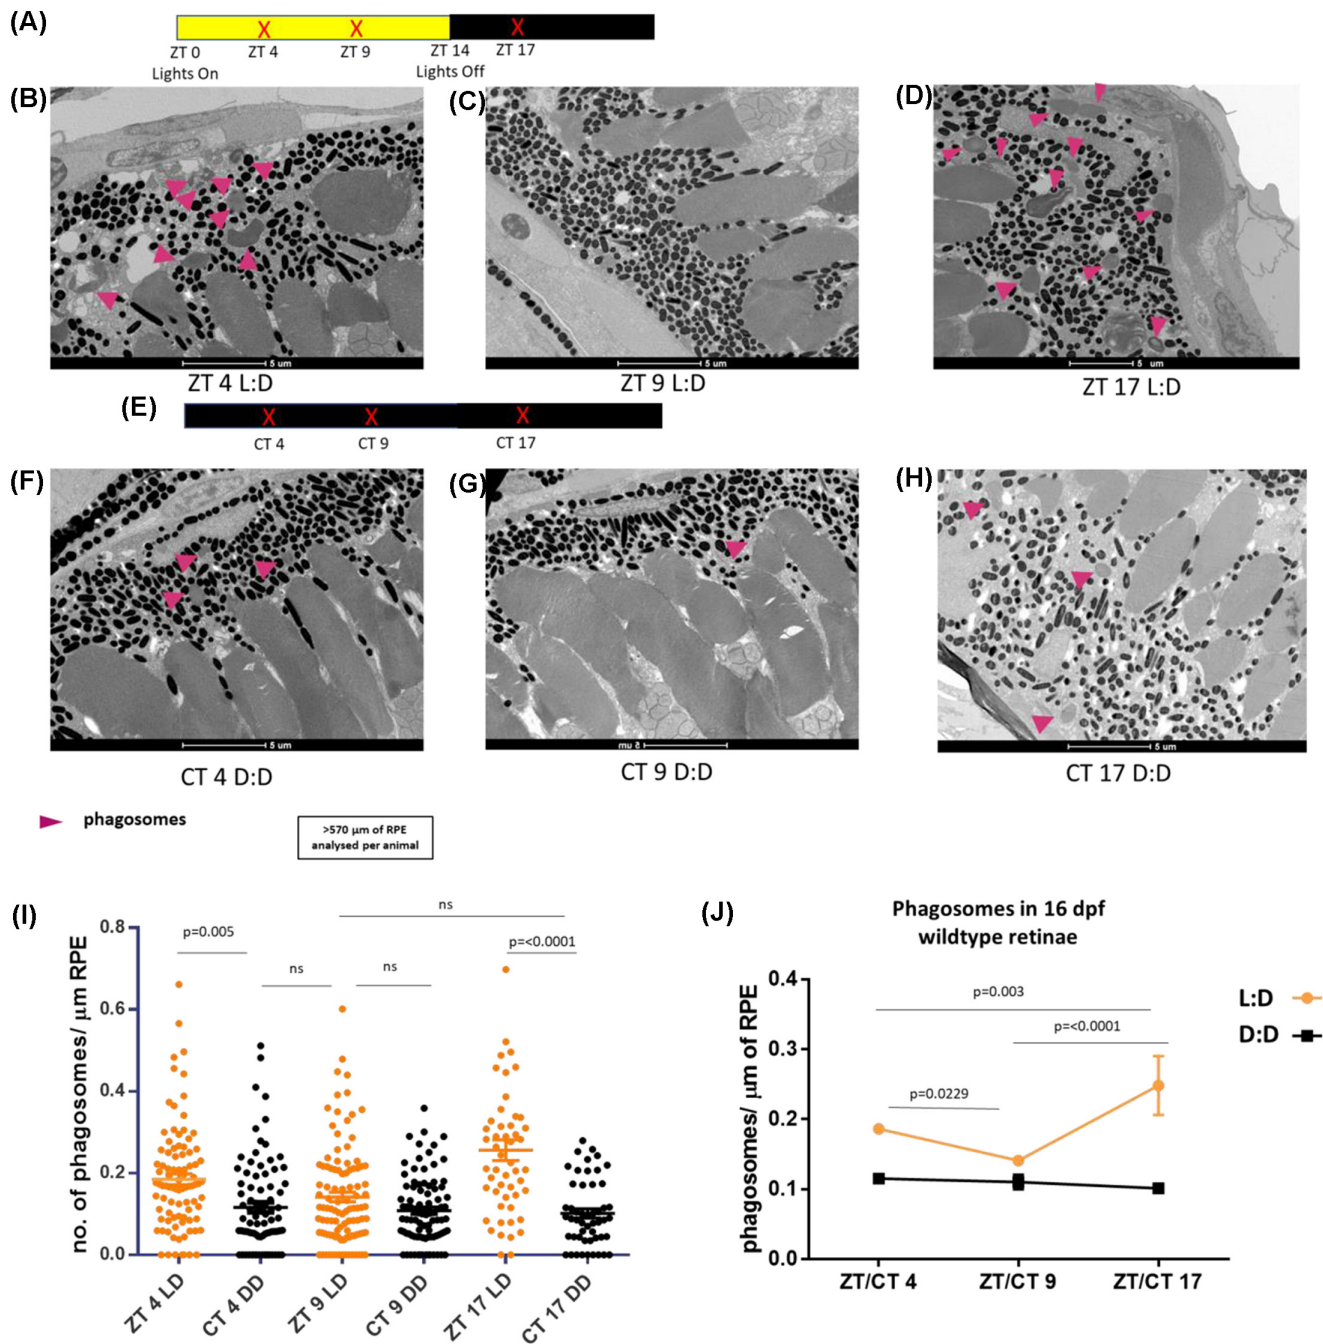 (A)
X X X
ZT 0 ZT 4 ZT 9 ZT 14 ZT 17
Lights On Lights Off
(B)
(C)
(D)
5 um
5 um
5 um
ZT 4 L:D
ZT 9 L:D
ZT 17 L:D
(E)
X X X
CT 4 CT 9 CT 17
(F)
(G)
(H)
5 um
5 um
5 um
CT 4 D:D
CT 9 D:D
CT 17 D:D
phagosomes
>570 µm of RPE
analysed per animal
(I)
no. of phagosomes/ µm RPE
0.8
0.6
0.4
0.2
0.0
p=0.005
ns
ns
ns
p=<0.0001
ZT 4 LD
CT 4 DD
ZT 9 LD
CT 9 DD
ZT 17 LD
CT 17 DD
(J)
Phagosomes in 16 dpf
wildtype retinae
phagosomes/ µm of RPE
0.4
0.3
0.2
0.1
0.0
p=0.003
p=<0.0001
p=0.0229
ZT/CT 4
ZT/CT 9
ZT/CT 17
L:D
D:D